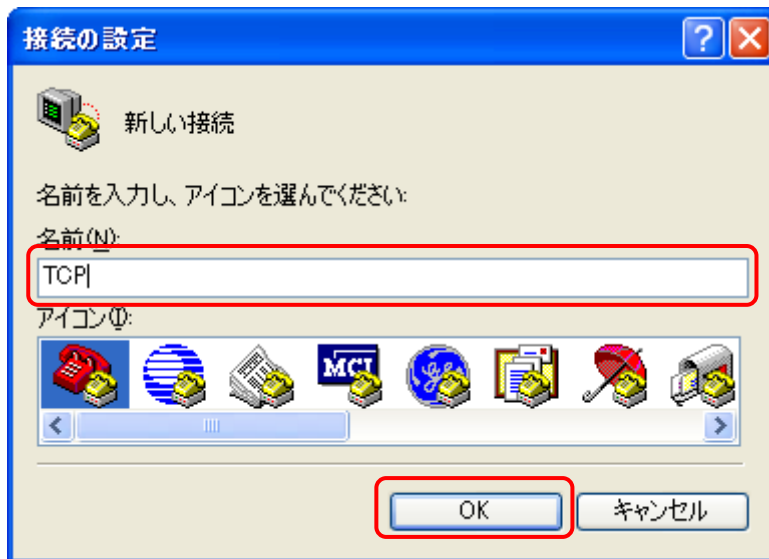 接続の設定
新しい接続
名前を入力し、アイコンを選んでください:
名前(N):
TCP
アイコン(I):
MCI
OK
キャンセル